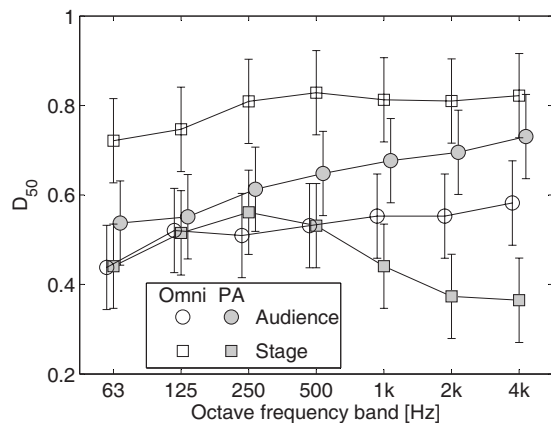 1
0.8
0.6
0.4
0.2
D50
Omni PA
Audience
Stage
63 125 250 500 1k 2k 4k
Octave frequency band [Hz]